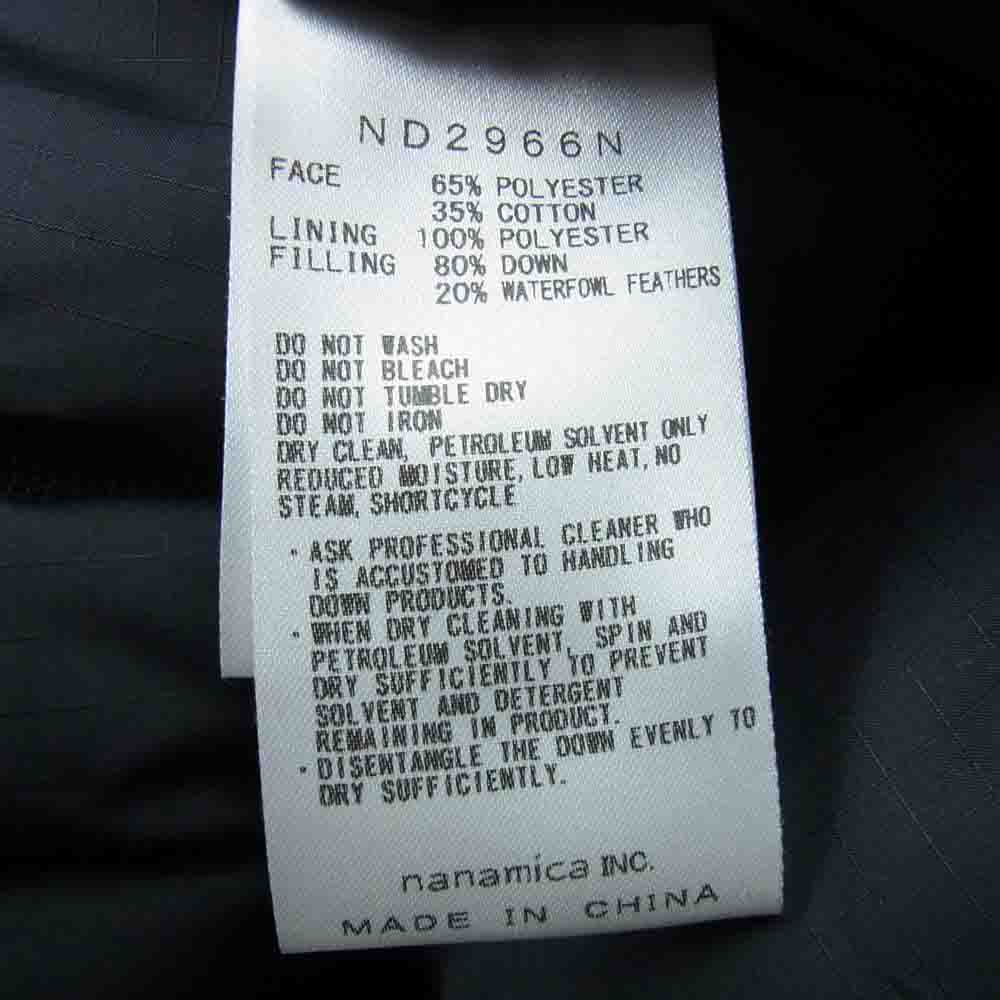 ND2966N
FACE 65% POLYESTER
35% COTTON
LINING 100% POLYESTER
FILLING 80% DOWN
20% WATERFOWL FEATHERS
DO NOT WASH
DO NOT BLEACH
DO NOT TUMBLE DRY
DO NOT IRON
DRY CLEAN, PETROLEUM SOLVENT ONLY
REDUCED MOISTURE, LOW HEAT, NO
STEAM, SHORTCYCLE
・ASK PROFESSIONAL CLEANER WHO
IS ACCUSTOMED TO HANDLING
DOWN PRODUCTS.
・WHEN DRY CLEANING WITH
PETROLEUM SOLVENT, SPIN AND
DRY SUFFICIENTLY TO PREVENT
SOLVENT AND DETERGENT
REMAINING IN PRODUCT.
・DISENTANGLE THE DOWN EVENLY TO
DRY SUFFICIENTLY.
nanamica INC.
MADE IN CHINA